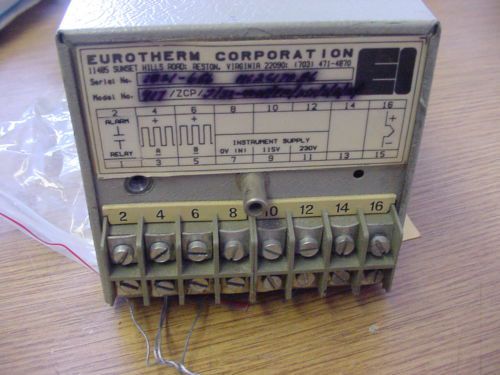 EUROTHERM CORPORATION
11485 SUNSET HILLS ROAD; RESTON, VIRGINIA 22090; (703) 471-4870
Serial No.
Model No. 917 /ZCP/
2 4 6 8 10 12 14 16
ALARM + + +
RELAY A B
INSTRUMENT SUPPLY
0V (N) 115V 230V
1 3 5 7 9 11 13 15
2 4 6 8 10 12 14 16